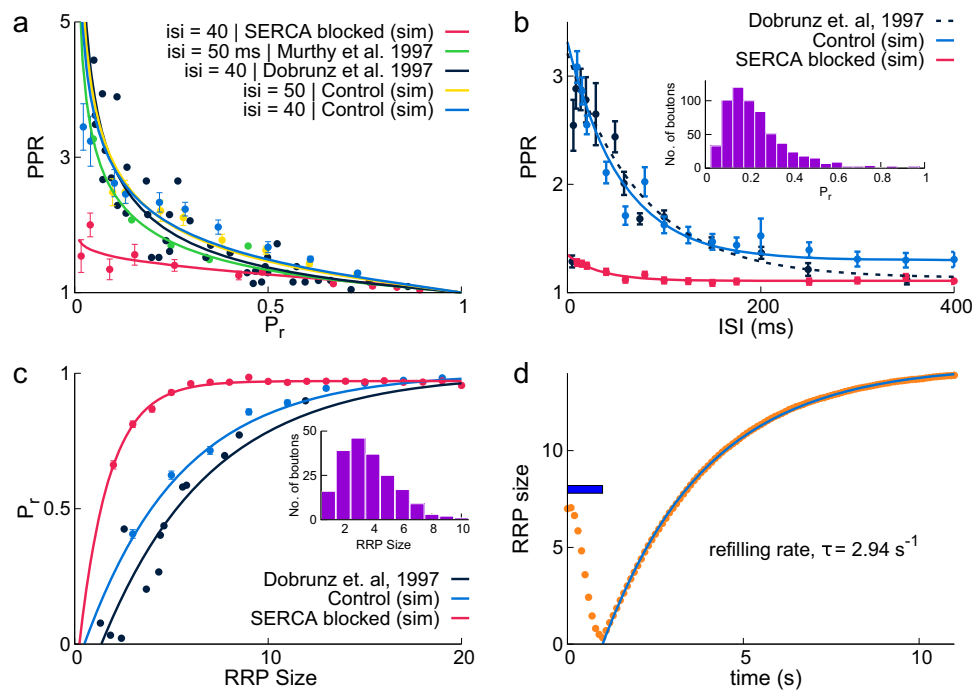 a
5
3
1
PPR
0.5
1
P_r
isi = 40 | SERCA blocked (sim)
isi = 50 ms | Murthy et al. 1997
isi = 40 | Dobrunz et al. 1997
isi = 50 | Control (sim)
isi = 40 | Control (sim)
b
3
2
1
PPR
0
200
400
ISI (ms)
Dobrunz et. al, 1997
Control (sim)
SERCA blocked (sim)
No. of boutons
100
50
0
0 0.2 0.4 0.6 0.8 1
P_r
c
1
0.5
0
P_r
0
10
20
RRP Size
No. of boutons
50
25
0
2 4 6 8 10
RRP Size
Dobrunz et. al, 1997
Control (sim)
SERCA blocked (sim)
d
10
5
0
RRP size
0
5
10
time (s)
refilling rate, τ = 2.94 s⁻¹